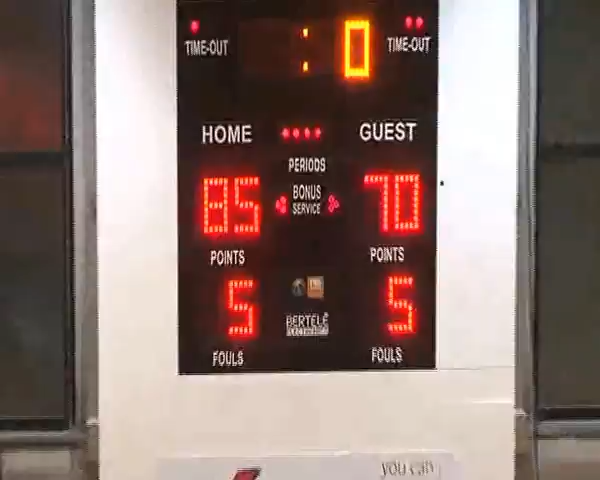 : 0
TIME-OUT TIME-OUT
HOME GUEST
PERIODS
85 BONUS 70
SERVICE
POINTS POINTS
5 5
BERTELÈ
FOULS FOULS
you can